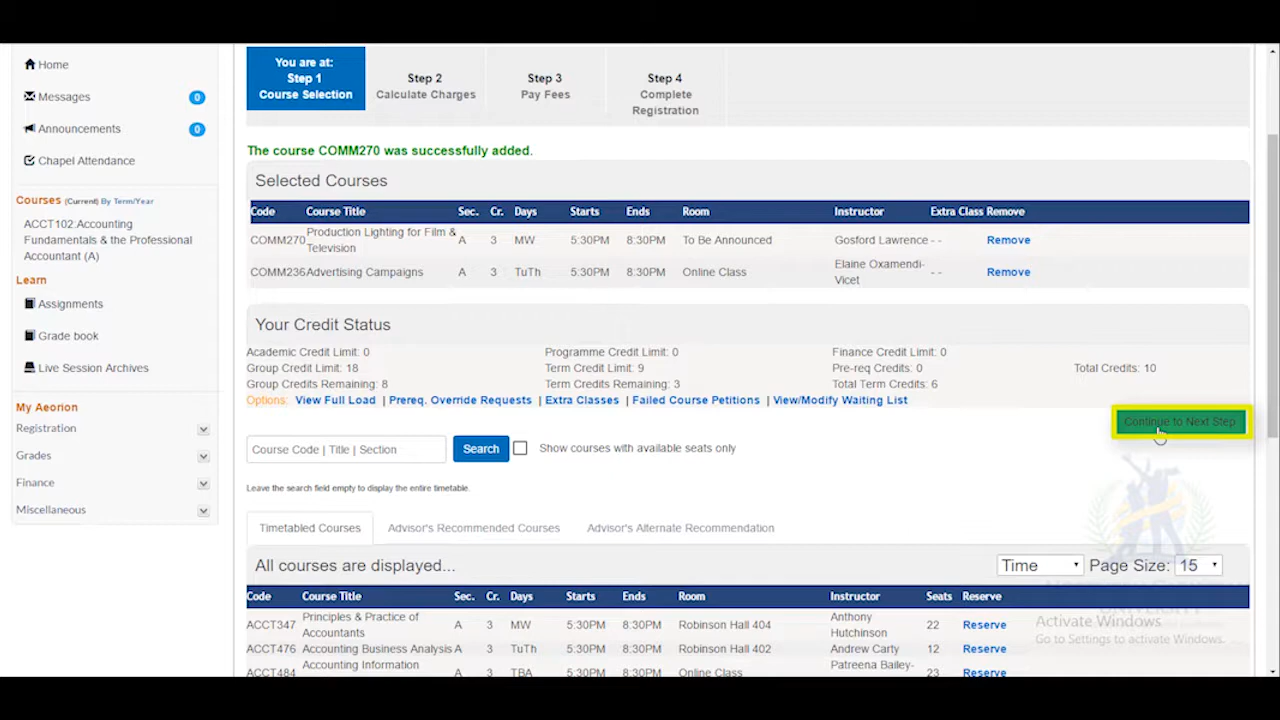 Home
Messages 0
Announcements 0
Chapel Attendance
Courses (Current) By Term/Year
ACCT102:Accounting
Fundamentals & the Professional
Accountant (A)
Learn
Assignments
Grade book
Live Session Archives
My Aeorion
Registration
Grades
Finance
Miscellaneous
You are at:
Step 1
Course Selection
Step 2
Calculate Charges
Step 3
Pay Fees
Step 4
Complete
Registration
The course COMM270 was successfully added.
Selected Courses
Code Course Title Sec. Cr. Days Starts Ends Room Instructor Extra Class Remove
COMM270 Production Lighting for Film & Television A 3 MW 5:30PM 8:30PM To Be Announced Gosford Lawrence - - Remove
COMM236 Advertising Campaigns A 3 TuTh 5:30PM 8:30PM Online Class Elaine Oxamendi-Vicet - - Remove
Your Credit Status
Academic Credit Limit: 0 Programme Credit Limit: 0 Finance Credit Limit: 0
Group Credit Limit: 18 Term Credit Limit: 9 Pre-req Credits: 0 Total Credits: 10
Group Credits Remaining: 8 Term Credits Remaining: 3 Total Term Credits: 6
Options: View Full Load | Prereq. Override Requests | Extra Classes | Failed Course Petitions | View/Modify Waiting List
Continue to Next Step
Course Code | Title | Section Search Show courses with available seats only
Leave the search field empty to display the entire timetable.
Timetabled Courses Advisor's Recommended Courses Advisor's Alternate Recommendation
All courses are displayed... Time Page Size: 15
Code Course Title Sec. Cr. Days Starts Ends Room Instructor Seats Reserve
ACCT347 Principles & Practice of Accountants A 3 MW 5:30PM 8:30PM Robinson Hall 404 Anthony Hutchinson 22 Reserve
ACCT476 Accounting Business Analysis A 3 TuTh 5:30PM 8:30PM Robinson Hall 402 Andrew Carty 12 Reserve
ACCT484 Accounting Information A 3 TBA 5:30PM 8:30PM Online Class Patreena Bailey- 23 Reserve
Activate Windows
Go to Settings to activate Windows.